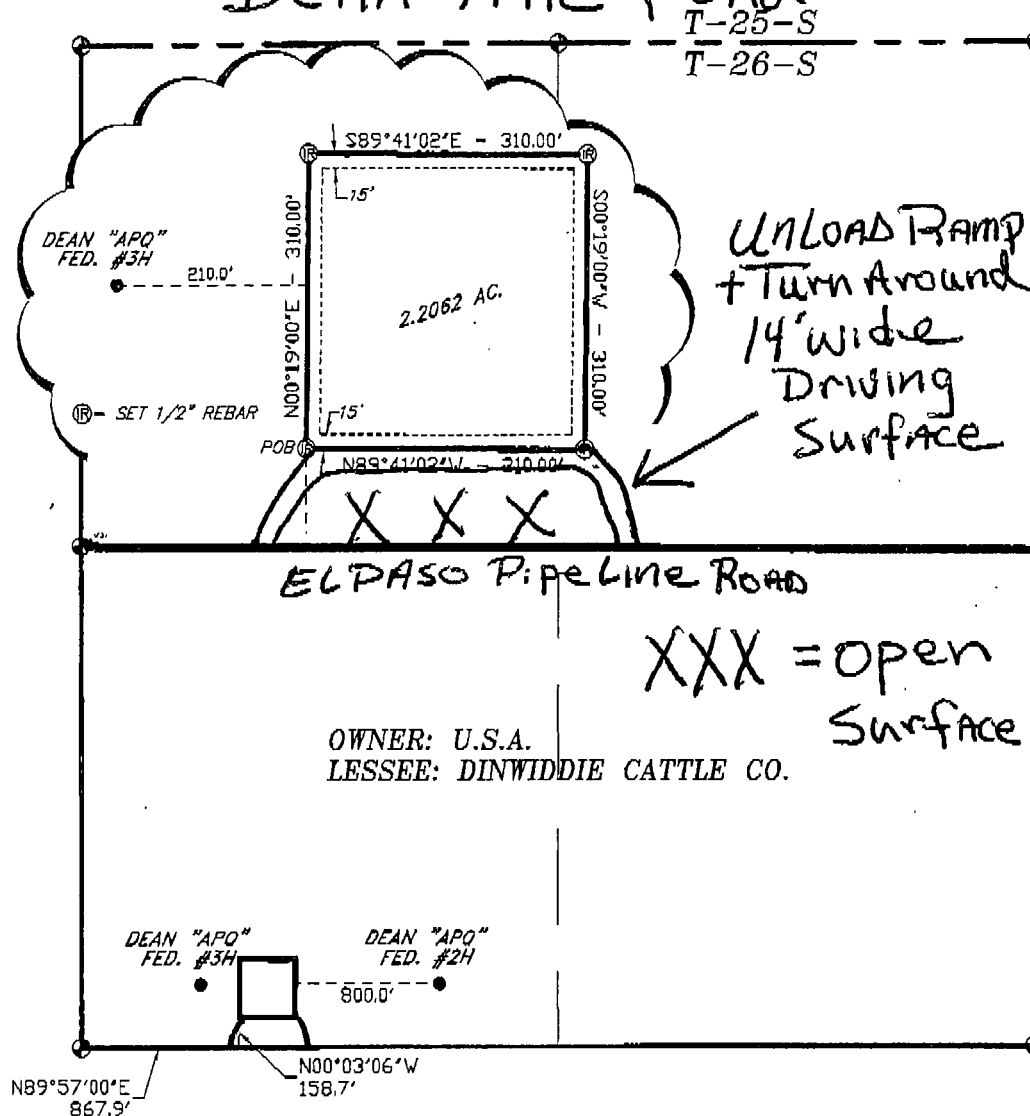 T-25-S
T-26-S
S89°41'02"E - 310.00'
15'
N00°19'00"E - 310.00'
S00°19'00"W - 310.00'
2.2062 AC.
DEAN "APQ"
FED. #3H
210.0'
UnLOAD RAMP
+ Turn Around
14' wide
Driving
SurfAce
IR - SET 1/2" REBAR
15'
POB
N89°41'02"W - 310.00'
X X X
ELPASO PipeLine ROAD
XXX = open
SurfAce
OWNER: U.S.A.
LESSEE: DINWIDDIE CATTLE CO.
DEAN "APQ"
FED. #3H
DEAN "APQ"
FED. #2H
800.0'
N00°03'06"W
158.7'
N89°57'00"E
867.9'